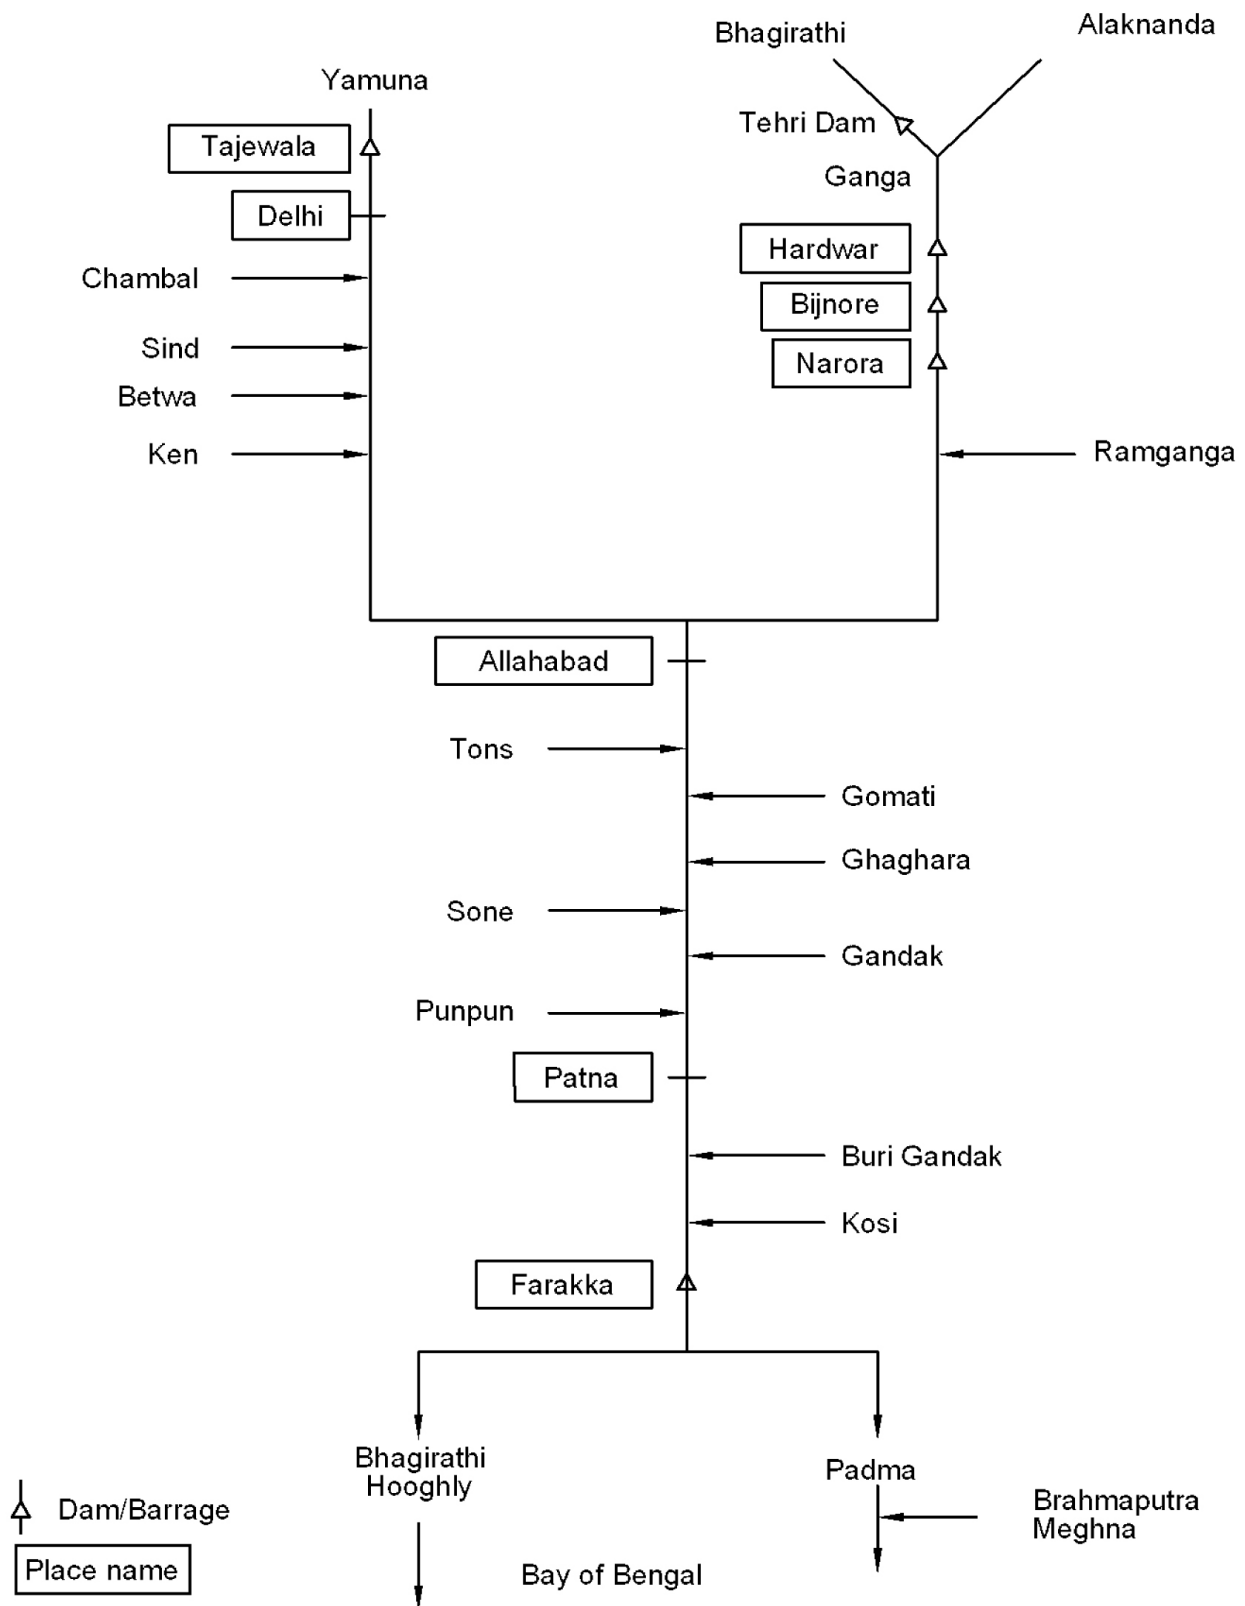 Bhagirathi
Alaknanda
Yamuna
Tehri Dam
Tajewala
Ganga
Delhi
Hardwar
Chambal
Bijnore
Sind
Narora
Betwa
Ken
Ramganga
Allahabad
Tons
Gomati
Ghaghara
Sone
Gandak
Punpun
Patna
Buri Gandak
Kosi
Farakka
Bhagirathi
Hooghly
Padma
Brahmaputra
Meghna
Dam/Barrage
Place name
Bay of Bengal